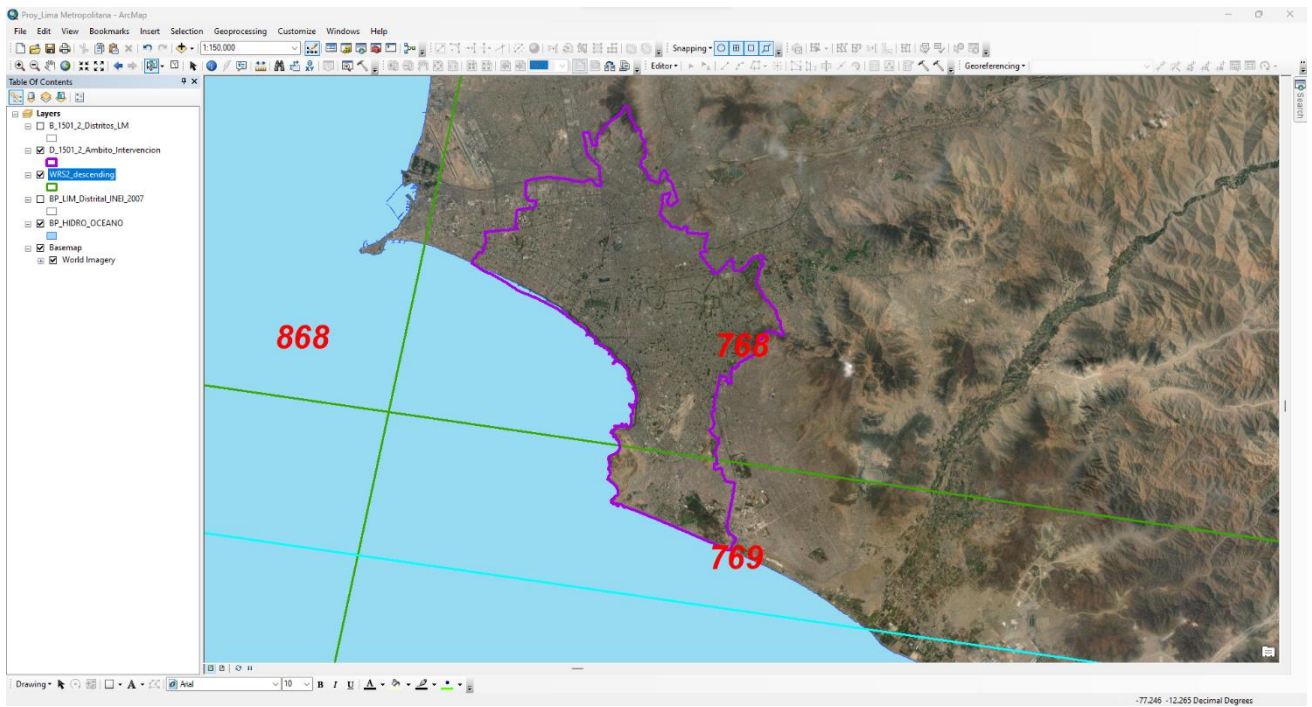 Proy_Lima Metropolitana - ArcMap
File Edit View Bookmarks Insert Selection Geoprocessing Customize Windows Help
1:150,000
Snapping
Editor
Georeferencing
Table Of Contents
Search
Layers
B_1501_2_Distritos_LM
D_1501_2_Ambito_Intervencion
WRS2_descending
BP_LIM_Distrital_INEI_2007
BP_HIDRO_OCEANO
Basemap
World Imagery
868
768
769
Drawing A Arial 10 B I U A
-77.246 -12.265 Decimal Degrees